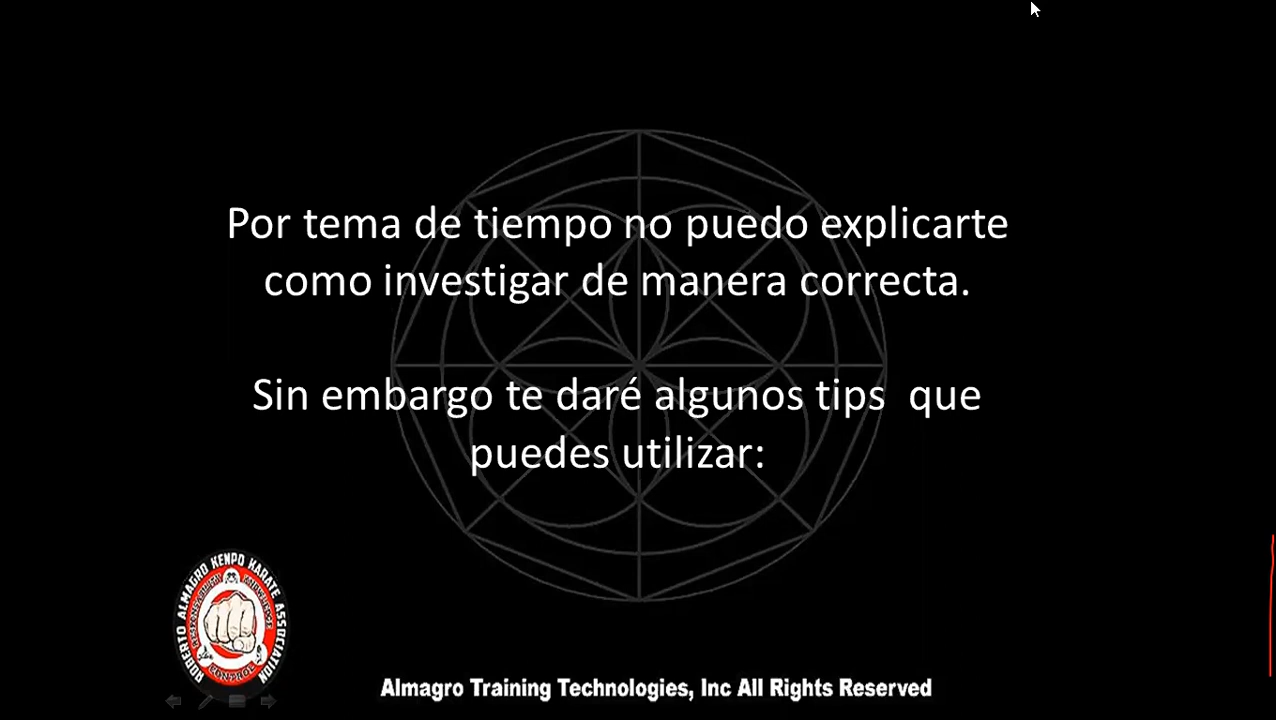 Por tema de tiempo no puedo explicarte
como investigar de manera correcta.
Sin embargo te daré algunos tips  que
puedes utilizar:
ROBERTO ALMAGRO KENPO KARATE ASSOCIATION
CONTROL
Almagro Training Technologies, Inc All Rights Reserved